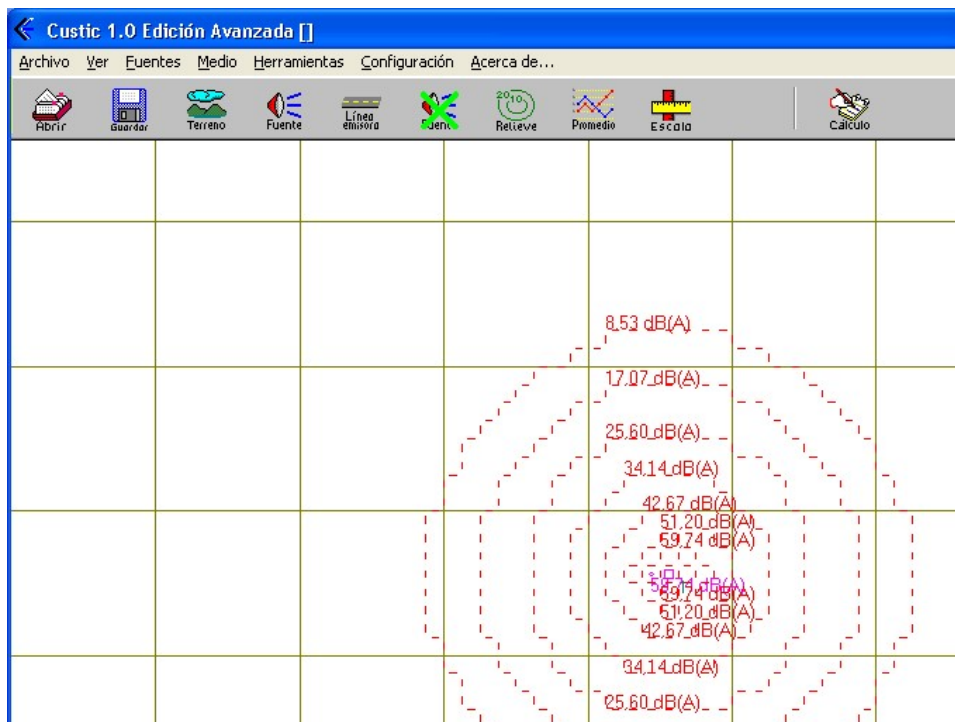 Custic 1.0 Edición Avanzada []
Archivo Ver Fuentes Medio Herramientas Configuración Acerca de...
Abrir Guardar Terreno Fuente Línea emisora Relieve Promedio Escala Cálculo
8,53 dB(A)
17,07 dB(A)
25,60 dB(A)
34,14 dB(A)
42,67 dB(A)
51,20 dB(A)
59,74 dB(A)
59,74 dB(A)
51,20 dB(A)
42,67 dB(A)
34,14 dB(A)
25,60 dB(A)